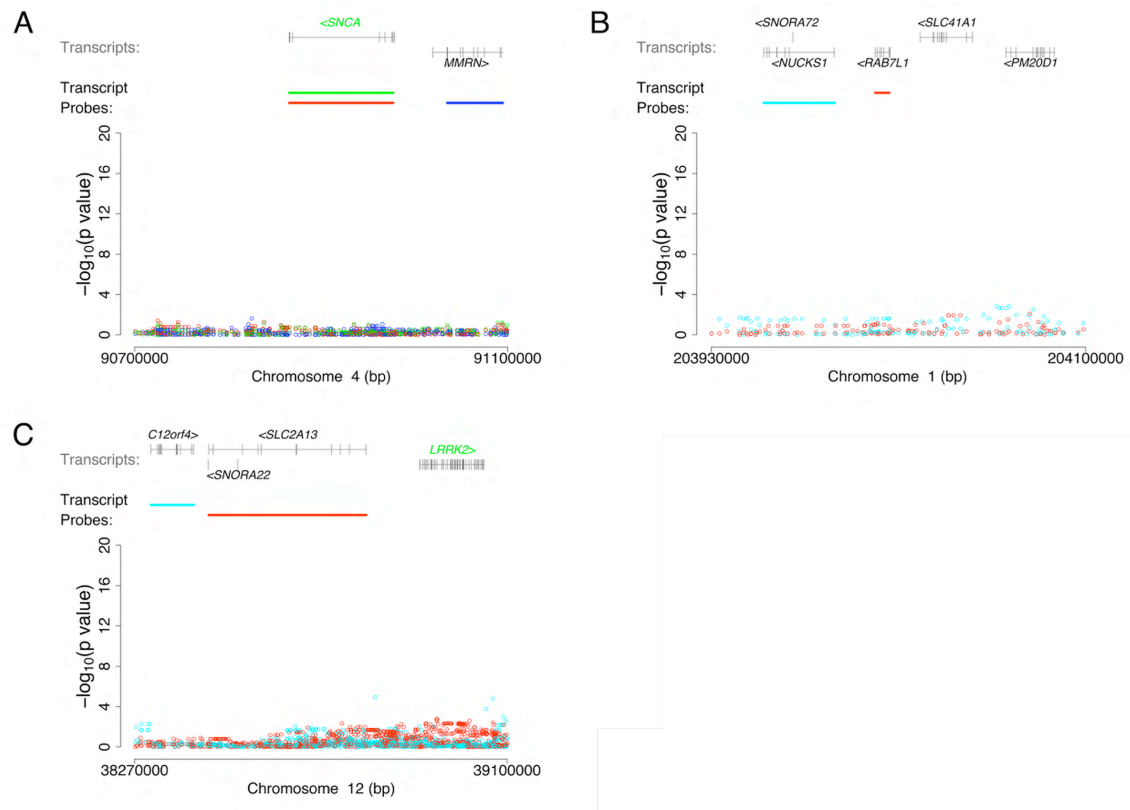 A
<SNCA
Transcripts:
MMRN>
Transcript
Probes:
20
16
12
8
4
0
−log10(p value)
90700000 91100000
Chromosome 4 (bp)
B
<SNORA72 <SLC41A1
Transcripts:
<NUCKS1 <RAB7L1 <PM20D1
Transcript
Probes:
20
16
12
8
4
0
−log10(p value)
203930000 204100000
Chromosome 1 (bp)
C
C12orf4> <SLC2A13 LRRK2>
Transcripts:
<SNORA22
Transcript
Probes:
20
16
12
8
4
0
−log10(p value)
38270000 39100000
Chromosome 12 (bp)